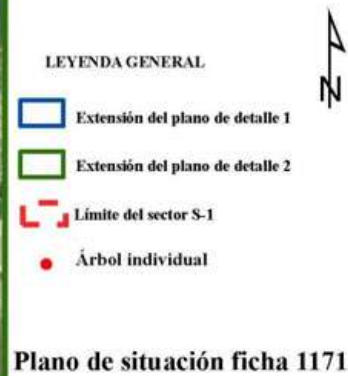 N
LEYENDA GENERAL
Extensión del plano de detalle 1
Extensión del plano de detalle 2
Límite del sector S-1
Árbol individual
Plano de situación ficha 1171